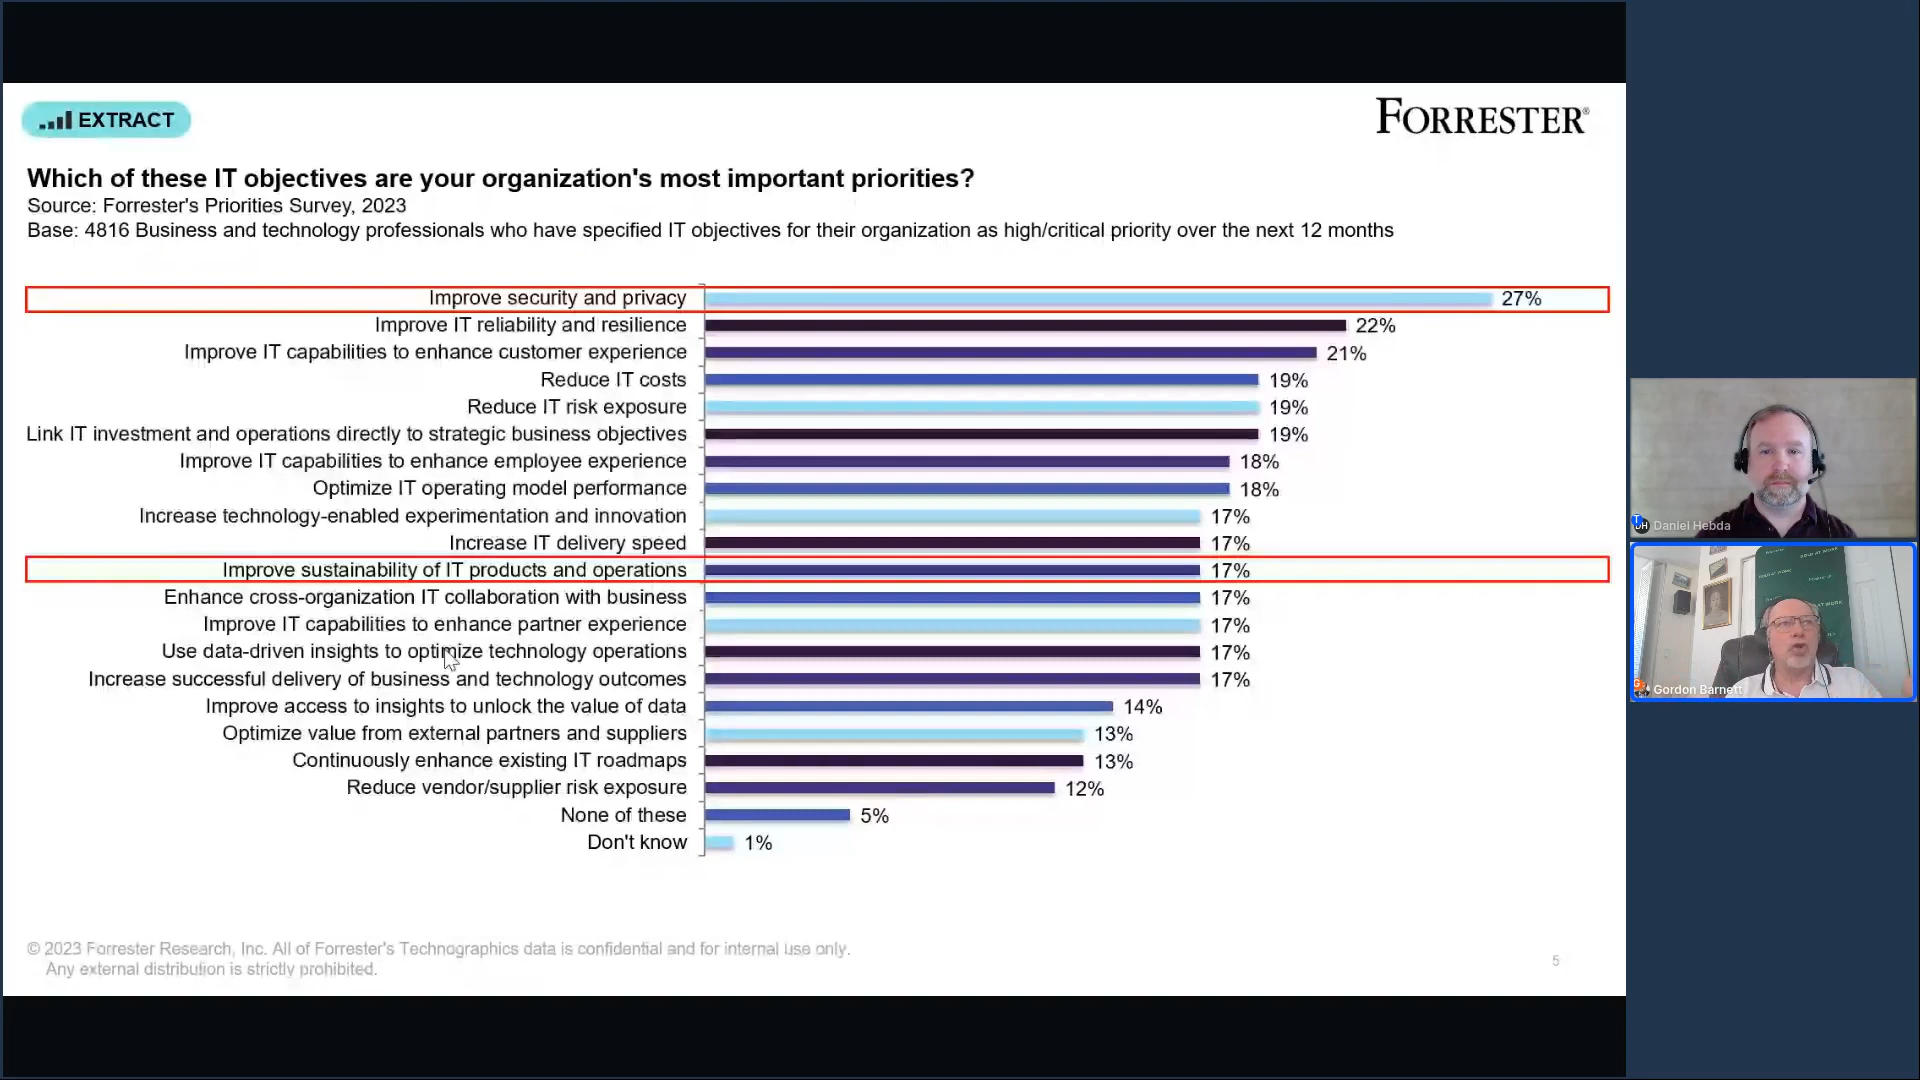 EXTRACT
FORRESTER®
Which of these IT objectives are your organization's most important priorities?
Source: Forrester's Priorities Survey, 2023
Base: 4816 Business and technology professionals who have specified IT objectives for their organization as high/critical priority over the next 12 months
Improve security and privacy 27%
Improve IT reliability and resilience 22%
Improve IT capabilities to enhance customer experience 21%
Reduce IT costs 19%
Reduce IT risk exposure 19%
Link IT investment and operations directly to strategic business objectives 19%
Improve IT capabilities to enhance employee experience 18%
Optimize IT operating model performance 18%
Increase technology-enabled experimentation and innovation 17%
Increase IT delivery speed 17%
Improve sustainability of IT products and operations 17%
Enhance cross-organization IT collaboration with business 17%
Improve IT capabilities to enhance partner experience 17%
Use data-driven insights to optimize technology operations 17%
Increase successful delivery of business and technology outcomes 17%
Improve access to insights to unlock the value of data 14%
Optimize value from external partners and suppliers 13%
Continuously enhance existing IT roadmaps 13%
Reduce vendor/supplier risk exposure 12%
None of these 5%
Don't know 1%
© 2023 Forrester Research, Inc. All of Forrester's Technographics data is confidential and for internal use only.
Any external distribution is strictly prohibited.
5
DH Daniel Hebda
Gordon Barnett